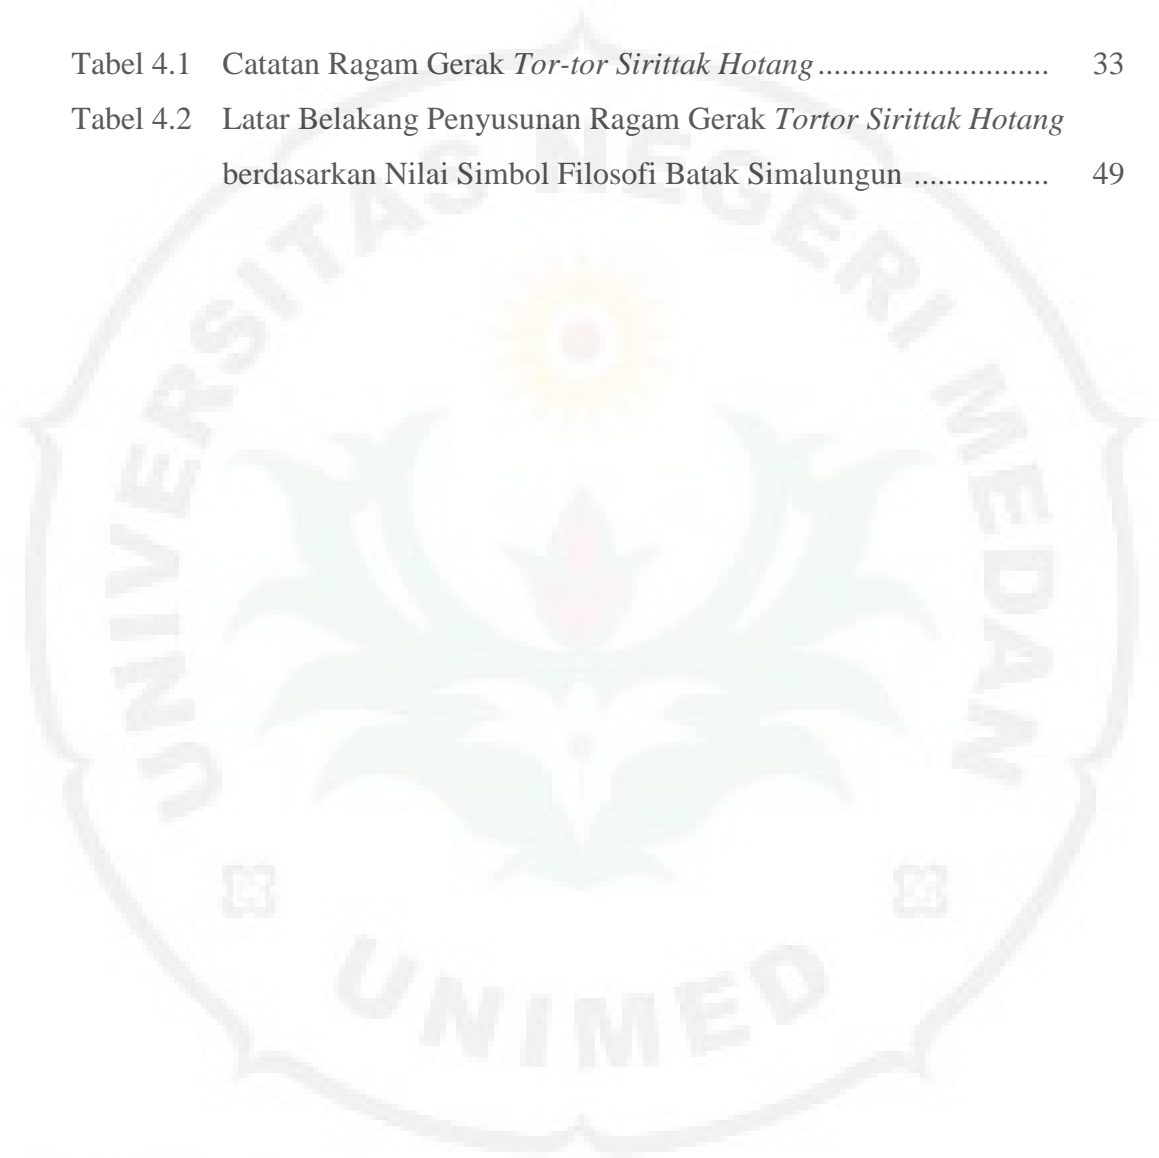 Tabel 4.1 Catatan Ragam Gerak Tor-tor Sirittak Hotang ............................. 33
Tabel 4.2 Latar Belakang Penyusunan Ragam Gerak Tortor Sirittak Hotang
berdasarkan Nilai Simbol Filosofi Batak Simalungun ................. 49
UNIVERSITAS NEGERI MEDAN
UNIMED